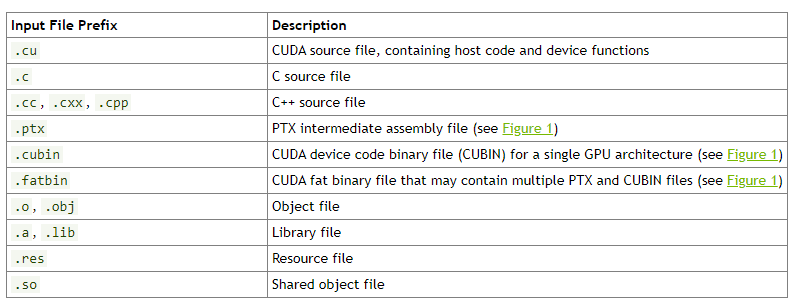 Input File Prefix Description
.cu CUDA source file, containing host code and device functions
.c C source file
.cc, .cxx, .cpp C++ source file
.ptx PTX intermediate assembly file (see Figure 1)
.cubin CUDA device code binary file (CUBIN) for a single GPU architecture (see Figure 1)
.fatbin CUDA fat binary file that may contain multiple PTX and CUBIN files (see Figure 1)
.o, .obj Object file
.a, .lib Library file
.res Resource file
.so Shared object file